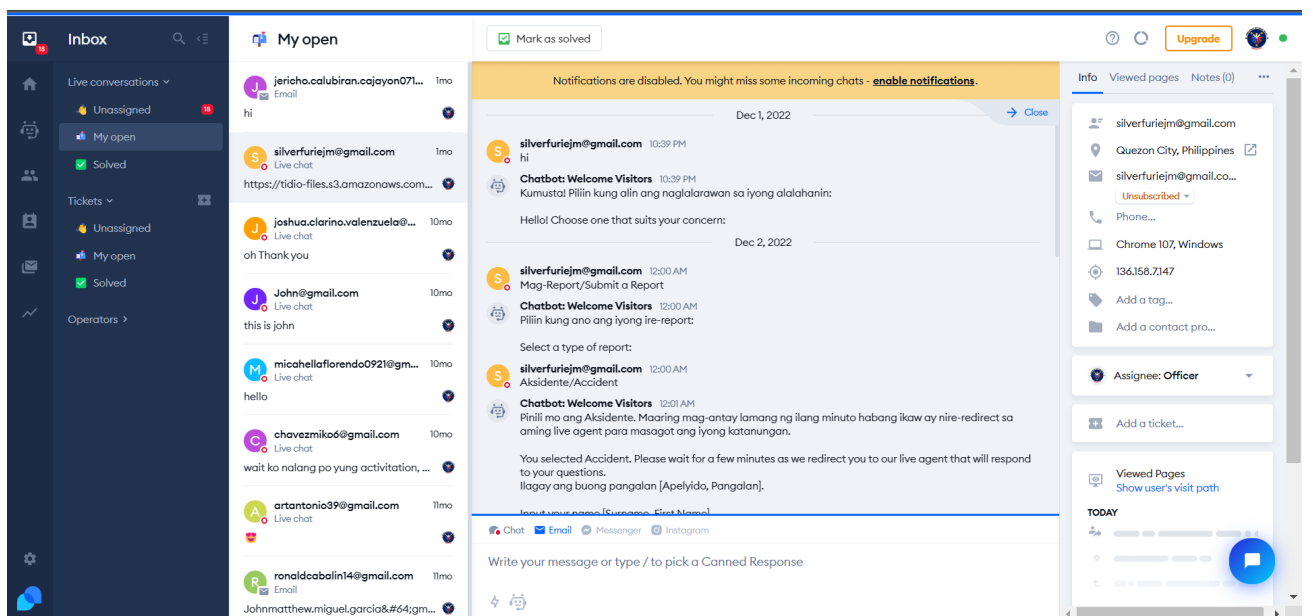 18
Inbox
Live conversations
Unassigned 18
My open
Solved
Tickets
Unassigned
My open
Solved
Operators
My open
jericho.calubiran.cajayon071... 1mo
Email
hi
silverfuriejm@gmail.com 1mo
Live chat
https://tidio-files.s3.amazonaws.com...
joshua.clarino.valenzuela@... 10mo
Live chat
oh Thank you
John@gmail.com 10mo
Live chat
this is john
micahellaflorendo0921@gm... 10mo
Live chat
hello
chavezmiko6@gmail.com 10mo
Live chat
wait ko nalang po yung activitation, ...
artantonio39@gmail.com 11mo
Live chat
ronaldcabalin14@gmail.com 11mo
Email
Johnmatthew.miguel.garcia&#64;gm...
Mark as solved
Upgrade
Notifications are disabled. You might miss some incoming chats - enable notifications.
Dec 1, 2022
Close
silverfuriejm@gmail.com 10:39 PM
hi
Chatbot: Welcome Visitors 10:39 PM
Kumusta! Piliin kung alin ang naglalarawan sa iyong alalahanin:
Hello! Choose one that suits your concern:
Dec 2, 2022
silverfuriejm@gmail.com 12:00 AM
Mag-Report/Submit a Report
Chatbot: Welcome Visitors 12:00 AM
Piliin kung ano ang iyong ire-report:
Select a type of report:
silverfuriejm@gmail.com 12:00 AM
Aksidente/Accident
Chatbot: Welcome Visitors 12:01 AM
Pinili mo ang Aksidente. Maaring mag-antay lamang ng ilang minuto habang ikaw ay nire-redirect sa
aming live agent para masagot ang iyong katanungan.
You selected Accident. Please wait for a few minutes as we redirect you to our live agent that will respond
to your questions.
Ilagay ang buong pangalan [Apelyido, Pangalan].
Input your name [Surname, First Name]
Chat Email Messenger Instagram
Write your message or type / to pick a Canned Response
Info Viewed pages Notes (0) ...
silverfuriejm@gmail.com
Quezon City, Philippines
silverfuriejm@gmail.co...
Unsubscribed
Phone...
Chrome 107, Windows
136.158.7.147
Add a tag...
Add a contact pro...
Assignee: Officer
Add a ticket...
Viewed Pages
Show user's visit path
TODAY